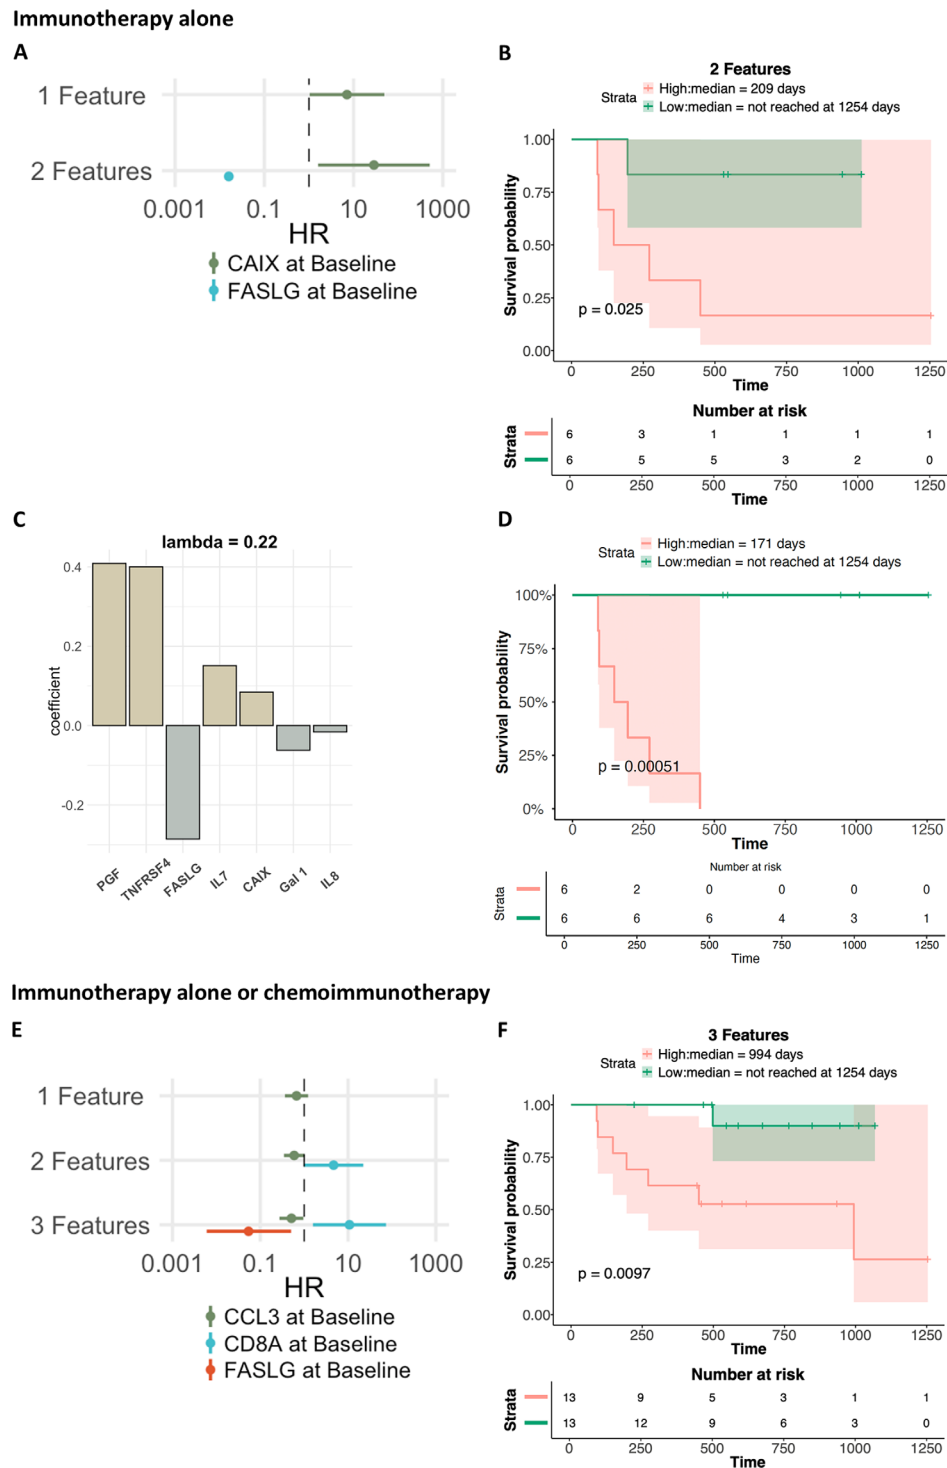 Immunotherapy alone
A
1 Feature
2 Features
0.001 0.1 10 1000
HR
CAIX at Baseline
FASLG at Baseline
B
2 Features
Strata
High:median = 209 days
Low:median = not reached at 1254 days
Survival probability
1.00
0.75
0.50
0.25
0.00
p = 0.025
0 250 500 750 1000 1250
Time
Number at risk
Strata
6 3 1 1 1 1
6 5 5 3 2 0
0 250 500 750 1000 1250
Time
C
lambda = 0.22
coefficient
0.4
0.2
0.0
-0.2
PGF TNFRSF4 FASLG IL7 CAIX Gal 1 IL8
D
Strata
High:median = 171 days
Low:median = not reached at 1254 days
Survival probability
100%
75%
50%
25%
0%
p = 0.00051
0 250 500 750 1000 1250
Time
Number at risk
Strata
6 2 0 0 0 0
6 6 6 4 3 1
0 250 500 750 1000 1250
Time
Immunotherapy alone or chemoimmunotherapy
E
1 Feature
2 Features
3 Features
0.001 0.1 10 1000
HR
CCL3 at Baseline
CD8A at Baseline
FASLG at Baseline
F
3 Features
Strata
High:median = 994 days
Low:median = not reached at 1254 days
Survival probability
1.00
0.75
0.50
0.25
0.00
p = 0.0097
0 250 500 750 1000 1250
Time
Number at risk
Strata
13 9 5 3 1 1
13 12 9 6 3 0
0 250 500 750 1000 1250
Time